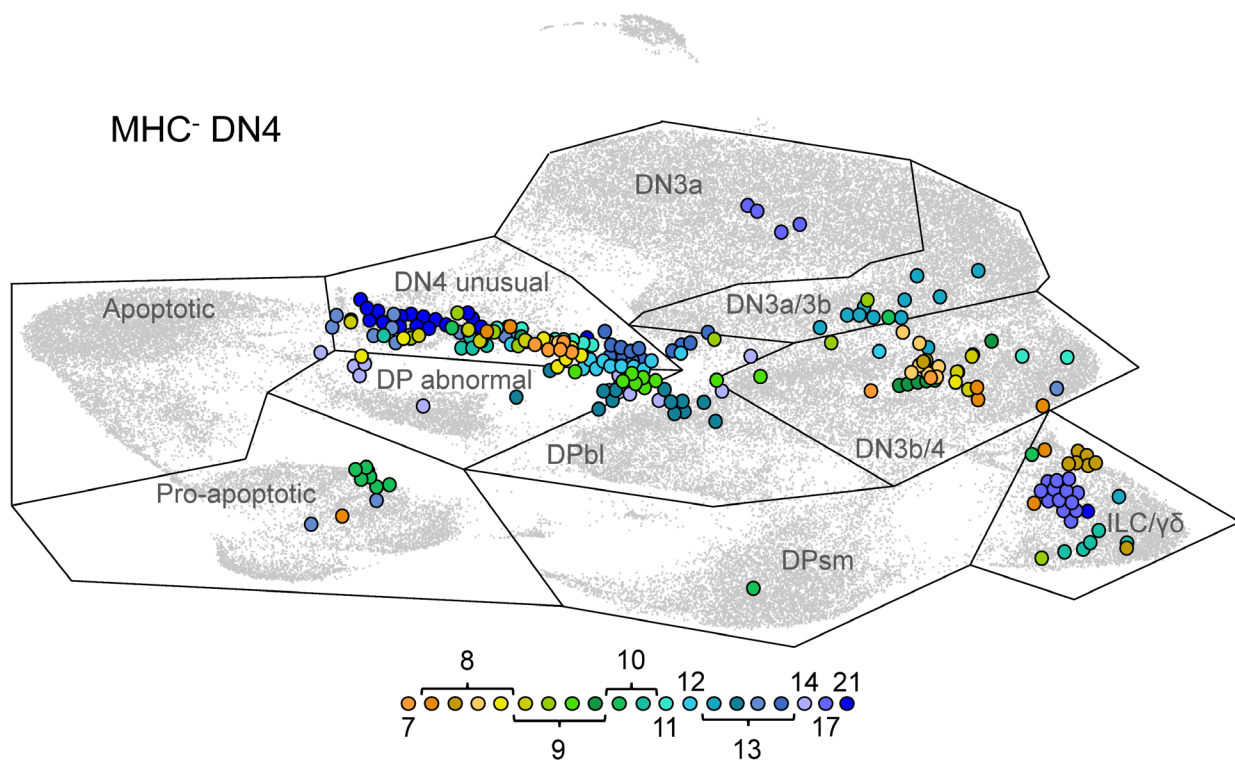 MHC⁻ DN4
DN3a
DN4 unusual
Apoptotic
DN3a/3b
DP abnormal
DPbl
DN3b/4
Pro-apoptotic
ILC/γδ
DPsm
8 10 12 14 21
7 9 11 13 17